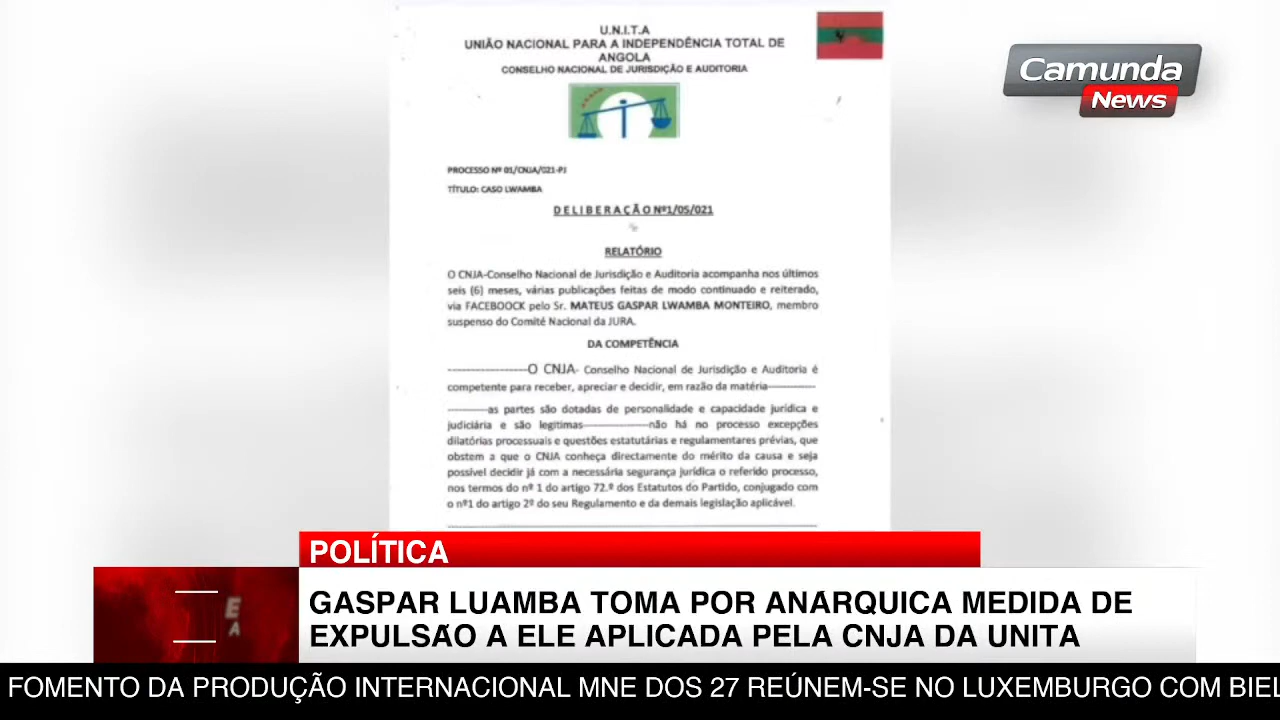 U.N.I.T.A
UNIÃO NACIONAL PARA A INDEPENDÊNCIA TOTAL DE
ANGOLA
CONSELHO NACIONAL DE JURISDIÇÃO E AUDITORIA
Camunda
News
PROCESSO Nº 01/CNJA/021-PJ
TÍTULO: CASO LWAMBA
DELIBERAÇÃO Nº1/05/021
RELATÓRIO
O CNJA-Conselho Nacional de Jurisdição e Auditoria acompanha nos últimos
seis (6) meses, várias publicações feitas de modo continuado e reiterado,
via FACEBOOCK pelo Sr. MATEUS GASPAR LWAMBA MONTEIRO, membro
suspenso do Comité Nacional da JURA.
DA COMPETÊNCIA
------------------O CNJA- Conselho Nacional de Jurisdição e Auditoria é
competente para receber, apreciar e decidir, em razão da matéria------------
----------as partes são dotadas de personalidade e capacidade jurídica e
judiciária e são legitimas-----------------não há no processo excepções
dilatórias processuais e questões estatutárias e regulamentares prévias, que
obstem a que o CNJA conheça directamente do mérito da causa e seja
possível decidir já com a necessária segurança jurídica o referido processo,
nos termos do nº 1 do artigo 72.º dos Estatutos do Partido, conjugado com
o nº1 do artigo 2º do seu Regulamento e da demais legislação aplicável.
POLÍTICA
E
A
GASPAR LUAMBA TOMA POR ANÁRQUICA MEDIDA DE
EXPULSÃO A ELE APLICADA PELA CNJA DA UNITA
FOMENTO DA PRODUÇÃO INTERNACIONAL MNE DOS 27 REÚNEM-SE NO LUXEMBURGO COM BIEL